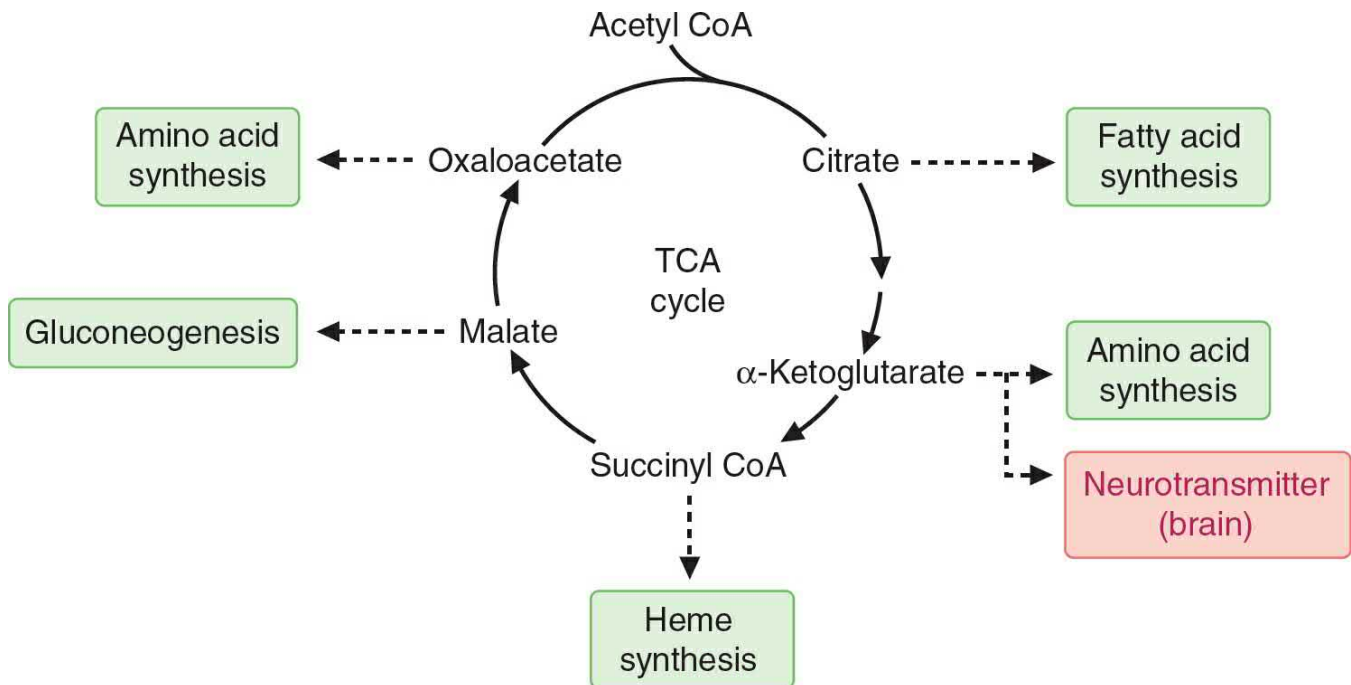 Acetyl CoA
Amino acid
synthesis
Oxaloacetate
Citrate
Fatty acid
synthesis
TCA
cycle
Gluconeogenesis
Malate
α-Ketoglutarate
Amino acid
synthesis
Succinyl CoA
Neurotransmitter
(brain)
Heme
synthesis